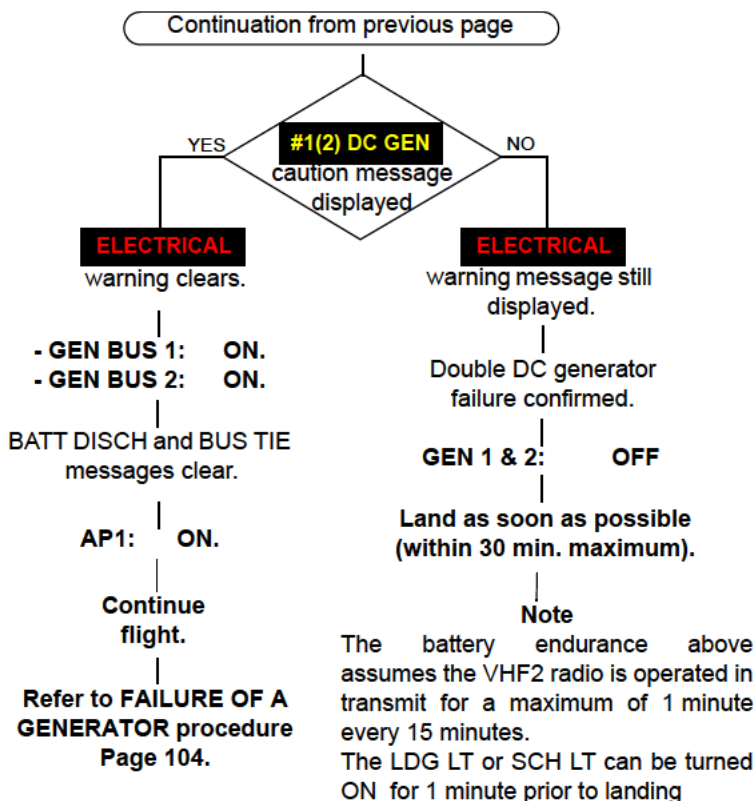 Continuation from previous page
YES
#1(2) DC GEN
NO
caution message
displayed
ELECTRICAL
warning clears.
- GEN BUS 1: ON.
- GEN BUS 2: ON.
BATT DISCH and BUS TIE
messages clear.
AP1: ON.
Continue
flight.
Refer to FAILURE OF A
GENERATOR procedure
Page 104.
ELECTRICAL
warning message still
displayed.
Double DC generator
failure confirmed.
GEN 1 & 2: OFF
Land as soon as possible
(within 30 min. maximum).
Note
The battery endurance above
assumes the VHF2 radio is operated in
transmit for a maximum of 1 minute
every 15 minutes.
The LDG LT or SCH LT can be turned
ON for 1 minute prior to landing